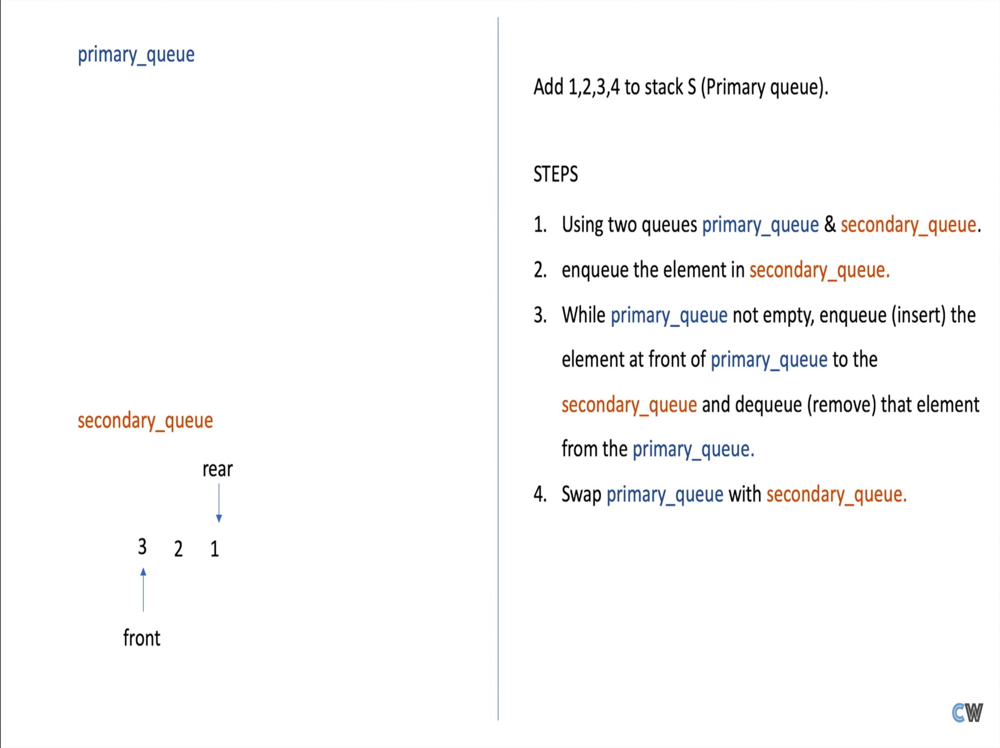 primary_queue
secondary_queue
rear
3 2 1
front
Add 1,2,3,4 to stack S (Primary queue).
STEPS
1. Using two queues primary_queue & secondary_queue.
2. enqueue the element in secondary_queue.
3. While primary_queue not empty, enqueue (insert) the
element at front of primary_queue to the
secondary_queue and dequeue (remove) that element
from the primary_queue.
4. Swap primary_queue with secondary_queue.
CW